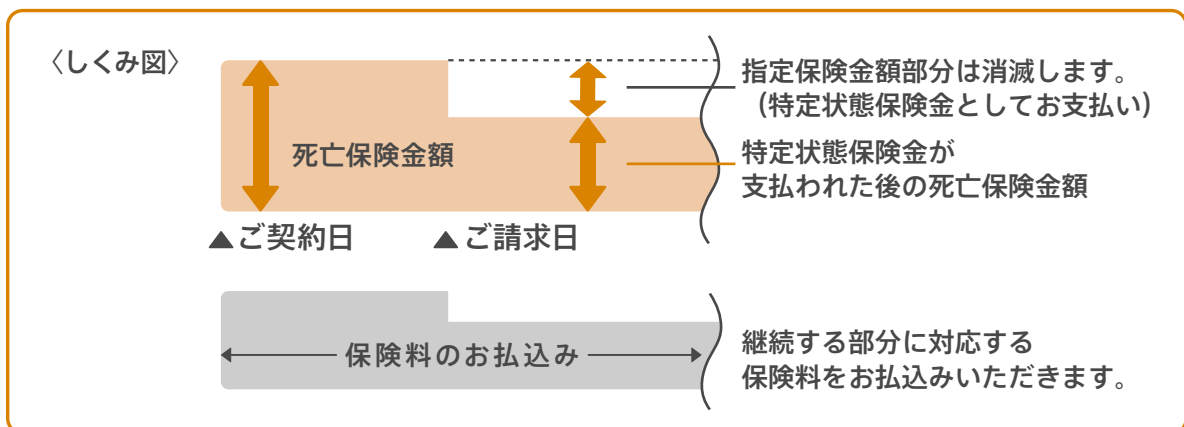 〈しくみ図〉
指定保険金額部分は消滅します。
（特定状態保険金としてお支払い）
死亡保険金額
特定状態保険金が
支払われた後の死亡保険金額
▲ご契約日
▲ご請求日
保険料のお払込み
継続する部分に対応する
保険料をお払込みいただきます。